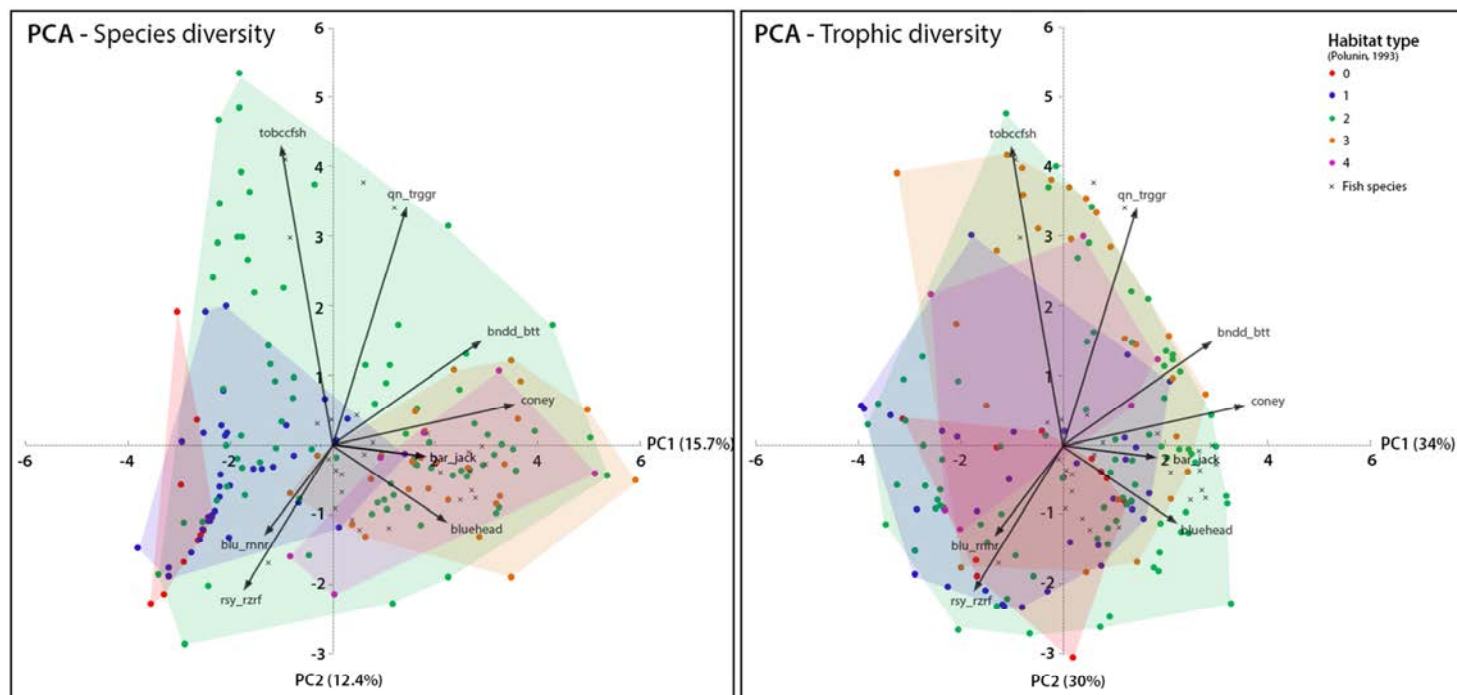 PCA - Species diversity
6
5
4
3
2
1
0
-1
-2
-3
-6
-4
-2
2
4
6
tobccfsh
qn_trggr
bndd_btt
coney
bar_jack
bluehead
blu_rnnr
rsy_rzrf
PC1 (15.7%)
PC2 (12.4%)
PCA - Trophic diversity
6
5
4
3
2
1
0
-1
-2
-3
-6
-4
-2
2
4
6
tobccfsh
qn_trggr
bndd_btt
coney
bar_jack
bluehead
blu_rnnr
rsy_rzrf
PC1 (34%)
PC2 (30%)
Habitat type
(Polunin, 1993)
0
1
2
3
4
Fish species